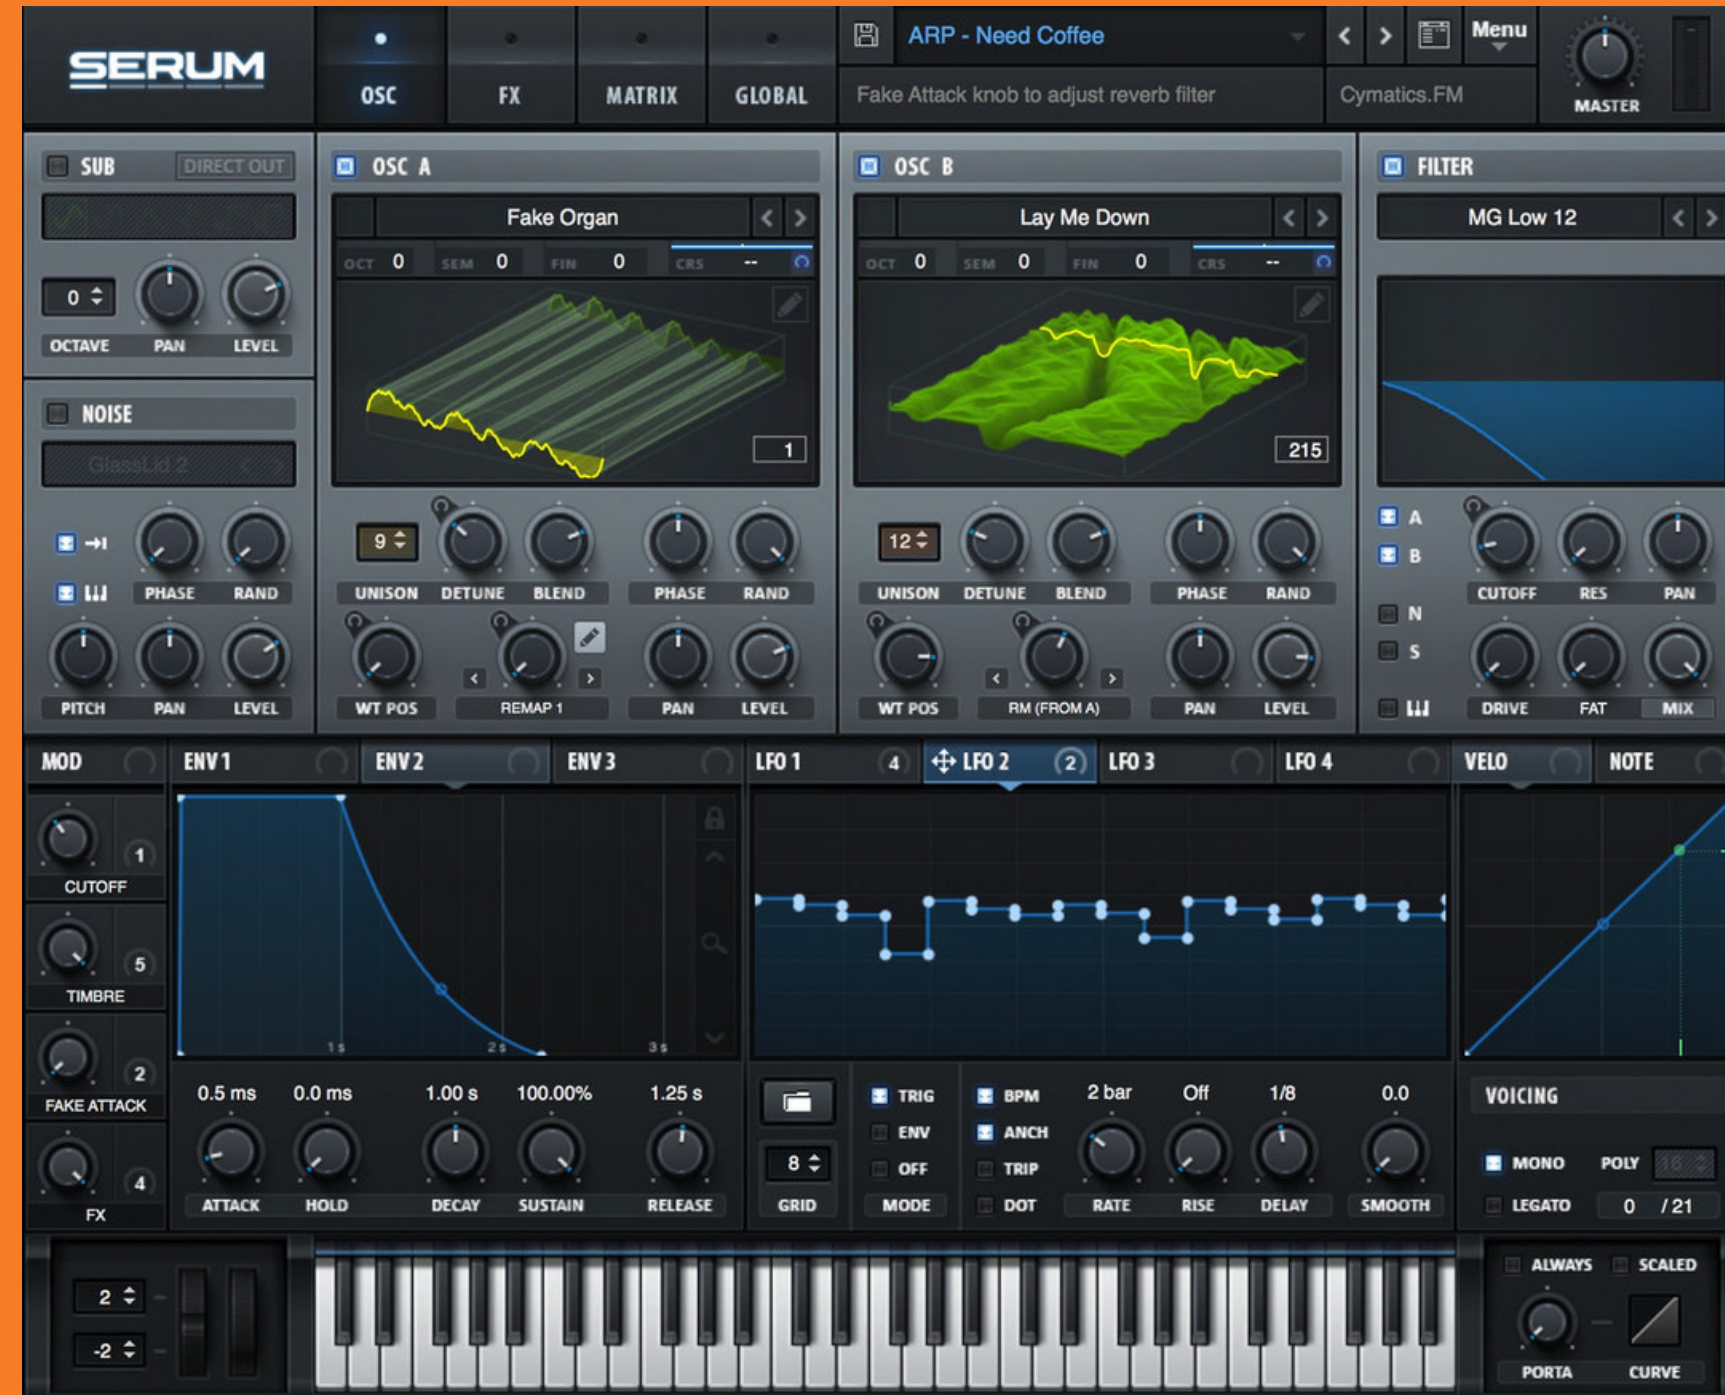 SERUM
OSC FX MATRIX GLOBAL
ARP - Need Coffee
Menu
Fake Attack knob to adjust reverb filter
Cymatics.FM
MASTER
SUB DIRECT OUT
0
OCTAVE PAN LEVEL
NOISE
GlassLid 2
PHASE RAND
PITCH PAN LEVEL
OSC A
Fake Organ
OCT 0 SEM 0 FIN 0 CRS --
1
9
UNISON DETUNE BLEND PHASE RAND
WT POS REMAP 1 PAN LEVEL
OSC B
Lay Me Down
OCT 0 SEM 0 FIN 0 CRS --
215
12
UNISON DETUNE BLEND PHASE RAND
WT POS RM (FROM A) PAN LEVEL
FILTER
MG Low 12
A
B
N
S
CUTOFF RES PAN
DRIVE FAT MIX
MOD ENV 1 ENV 2 ENV 3 LFO 1 4 LFO 2 2 LFO 3 LFO 4 VELO NOTE
1
CUTOFF
5
TIMBRE
2
FAKE ATTACK
4
FX
1 s 2 s 3 s
0.5 ms 0.0 ms 1.00 s 100.00% 1.25 s
ATTACK HOLD DECAY SUSTAIN RELEASE
8
GRID
TRIG
ENV
OFF
MODE
BPM
ANCH
TRIP
DOT
2 bar Off 1/8 0.0
RATE RISE DELAY SMOOTH
VOICING
MONO POLY 16
LEGATO 0 / 21
2
-2
ALWAYS SCALED
PORTA CURVE